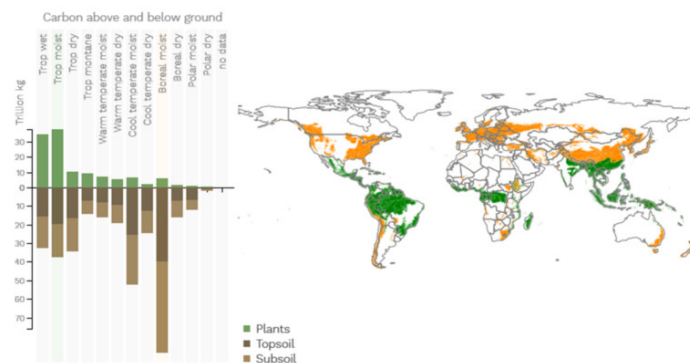 Carbon above and below ground
Trop wet
Trop moist
Trop dry
Trop montane
Warm temperate moist
Warm temperate dry
Cool temperate moist
Cool temperate dry
Boreal moist
Boreal dry
Polar moist
Polar dry
no data
Trillion kg
30
20
10
0
10
20
30
40
50
60
70
Plants
Topsoil
Subsoil